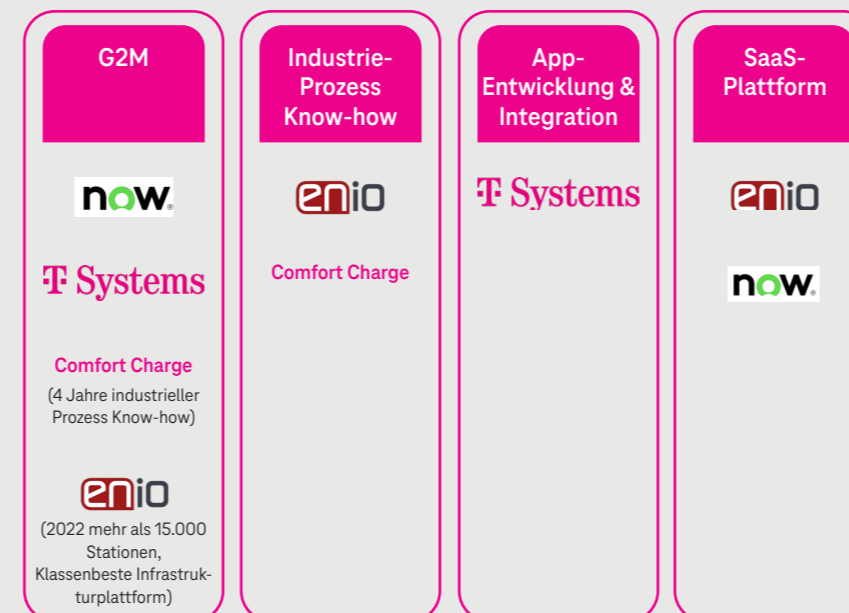 G2M
now.
T Systems
Comfort Charge
(4 Jahre industrieller
Prozess Know-how)
enio
(2022 mehr als 15.000
Stationen,
Klassenbeste Infrastruk-
turplattform)
Industrie-
Prozess
Know-how
enio
Comfort Charge
App-
Entwicklung &
Integration
T Systems
SaaS-
Plattform
enio
now.